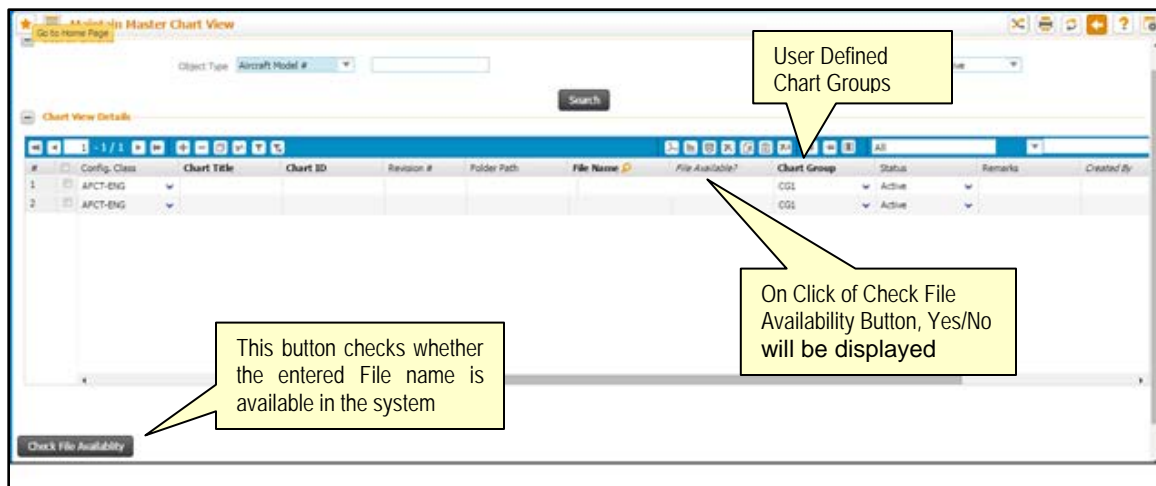 Maintain Master Chart View
Go to Home Page
Object Type Aircraft Model #
Search
User Defined
Chart Groups
Chart View Details
1 - 1 / 1 All
# Config. Class Chart Title Chart ID Revision # Folder Path File Name File Available? Chart Group Status Remarks Created By
1 APCT-ENG CG1 Active
2 APCT-ENG CG1 Active
On Click of Check File
Availability Button, Yes/No
will be displayed
This button checks whether
the entered File name is
available in the system
Check File Availability